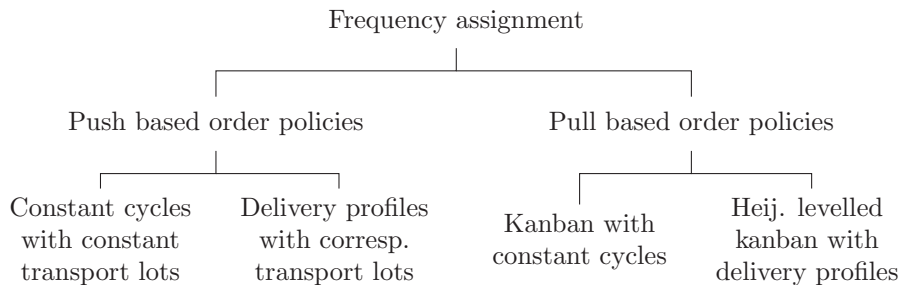 Frequency assignment
Push based order policies
Pull based order policies
Constant cycles
with constant
transport lots
Delivery profiles
with corresp.
transport lots
Kanban with
constant cycles
Heij. levelled
kanban with
delivery profiles